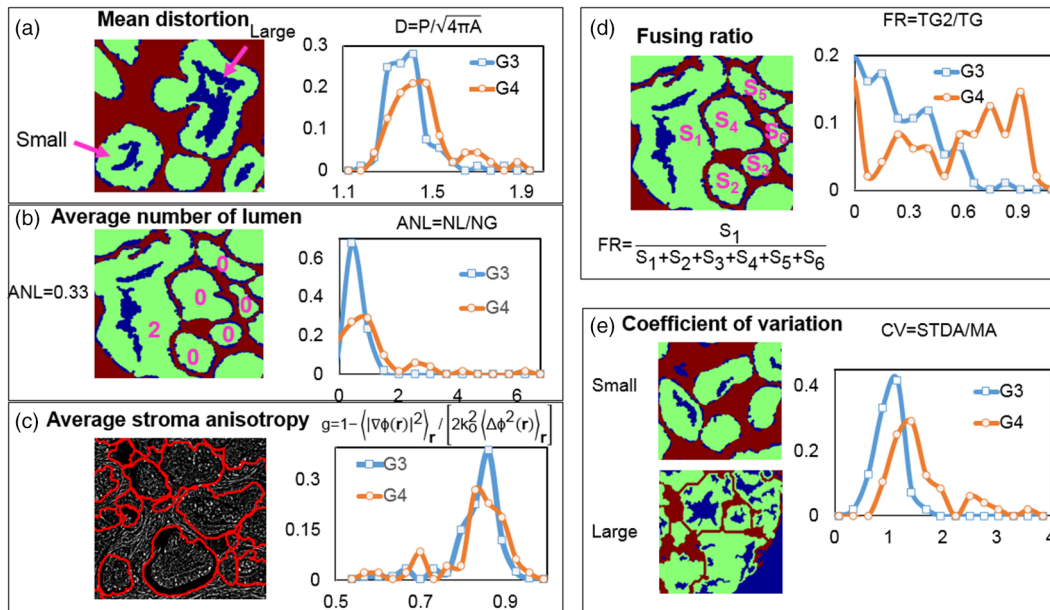 (a)
Mean distortion
Large
Small
D=P/√4πA
0.3
0.2
0.1
0
1.1
1.5
1.9
G3
G4
(b)
Average number of lumen
ANL=0.33
2
0
0
0
0
0
ANL=NL/NG
0.6
0.4
0.2
0
0
2
4
6
G3
G4
(c)
Average stroma anisotropy
g=1-⟨|∇ϕ(r)|²⟩r / [2k₀²⟨Δϕ²(r)⟩r]
0.3
0.15
0
0.5
0.7
0.9
G3
G4
(d)
Fusing ratio
S1
S2
S3
S4
S5
S6
FR=S1/S1+S2+S3+S4+S5+S6
FR=TG2/TG
0.2
0.1
0
0
0.3
0.6
0.9
G3
G4
(e)
Coefficient of variation
Small
Large
CV=STDA/MA
0.4
0.2
0
0
1
2
3
4
G3
G4